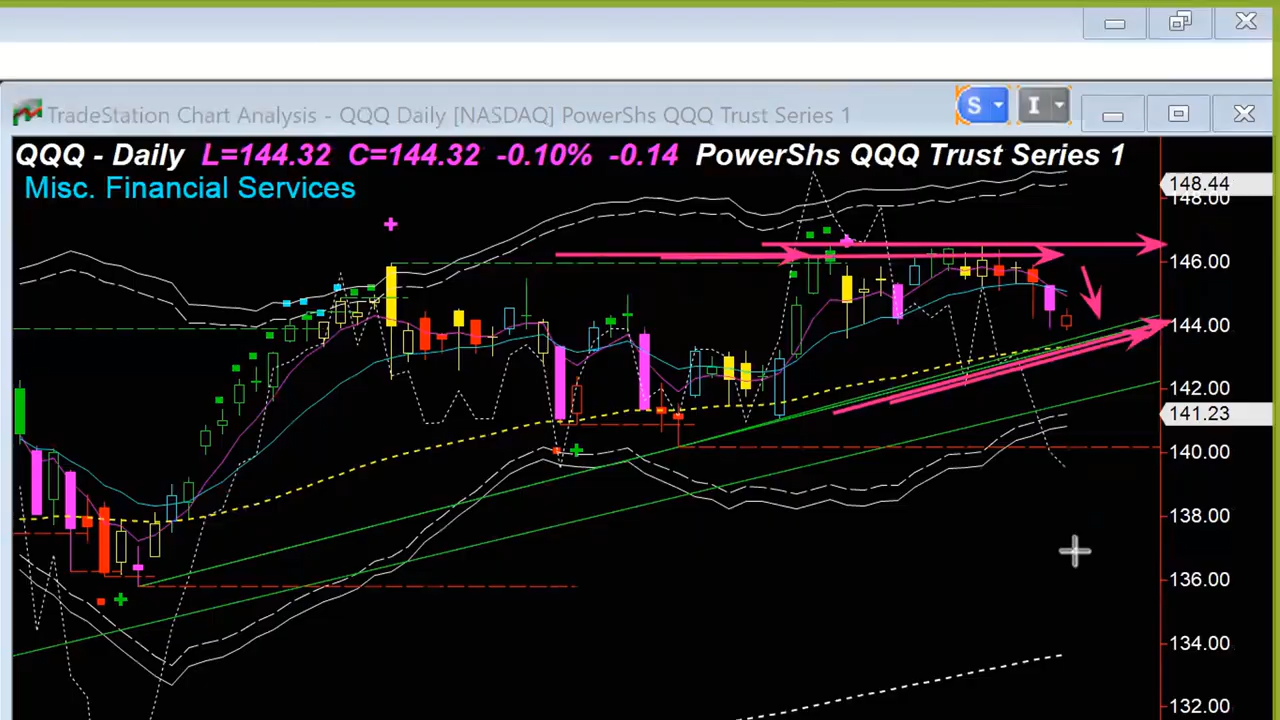 TradeStation Chart Analysis - QQQ Daily [NASDAQ] PowerShs QQQ Trust Series 1
S
I
QQQ - Daily L=144.32 C=144.32 -0.10% -0.14 PowerShs QQQ Trust Series 1
Misc. Financial Services
148.44
148.00
146.00
144.00
142.00
141.23
140.00
138.00
136.00
134.00
132.00